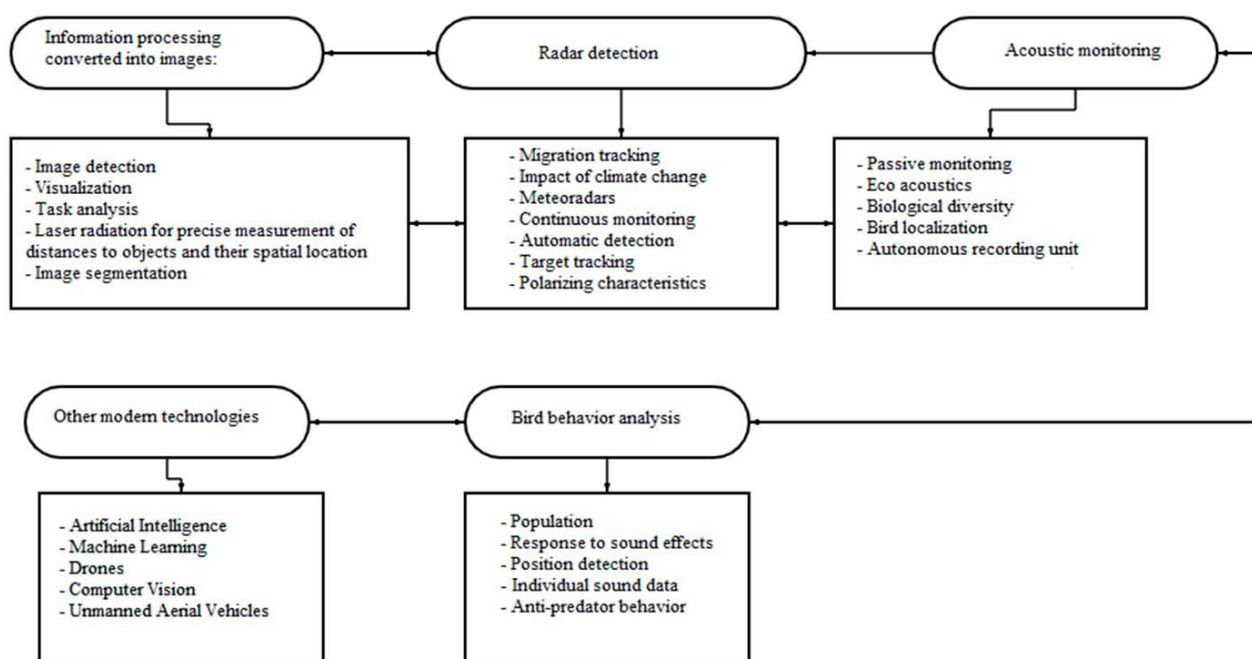 Information processing
converted into images:
Radar detection
Acoustic monitoring
- Image detection
- Visualization
- Task analysis
- Laser radiation for precise measurement of
distances to objects and their spatial location
- Image segmentation
- Migration tracking
- Impact of climate change
- Meteoradars
- Continuous monitoring
- Automatic detection
- Target tracking
- Polarizing characteristics
- Passive monitoring
- Eco acoustics
- Biological diversity
- Bird localization
- Autonomous recording unit
Other modern technologies
Bird behavior analysis
- Artificial Intelligence
- Machine Learning
- Drones
- Computer Vision
- Unmanned Aerial Vehicles
- Population
- Response to sound effects
- Position detection
- Individual sound data
- Anti-predator behavior